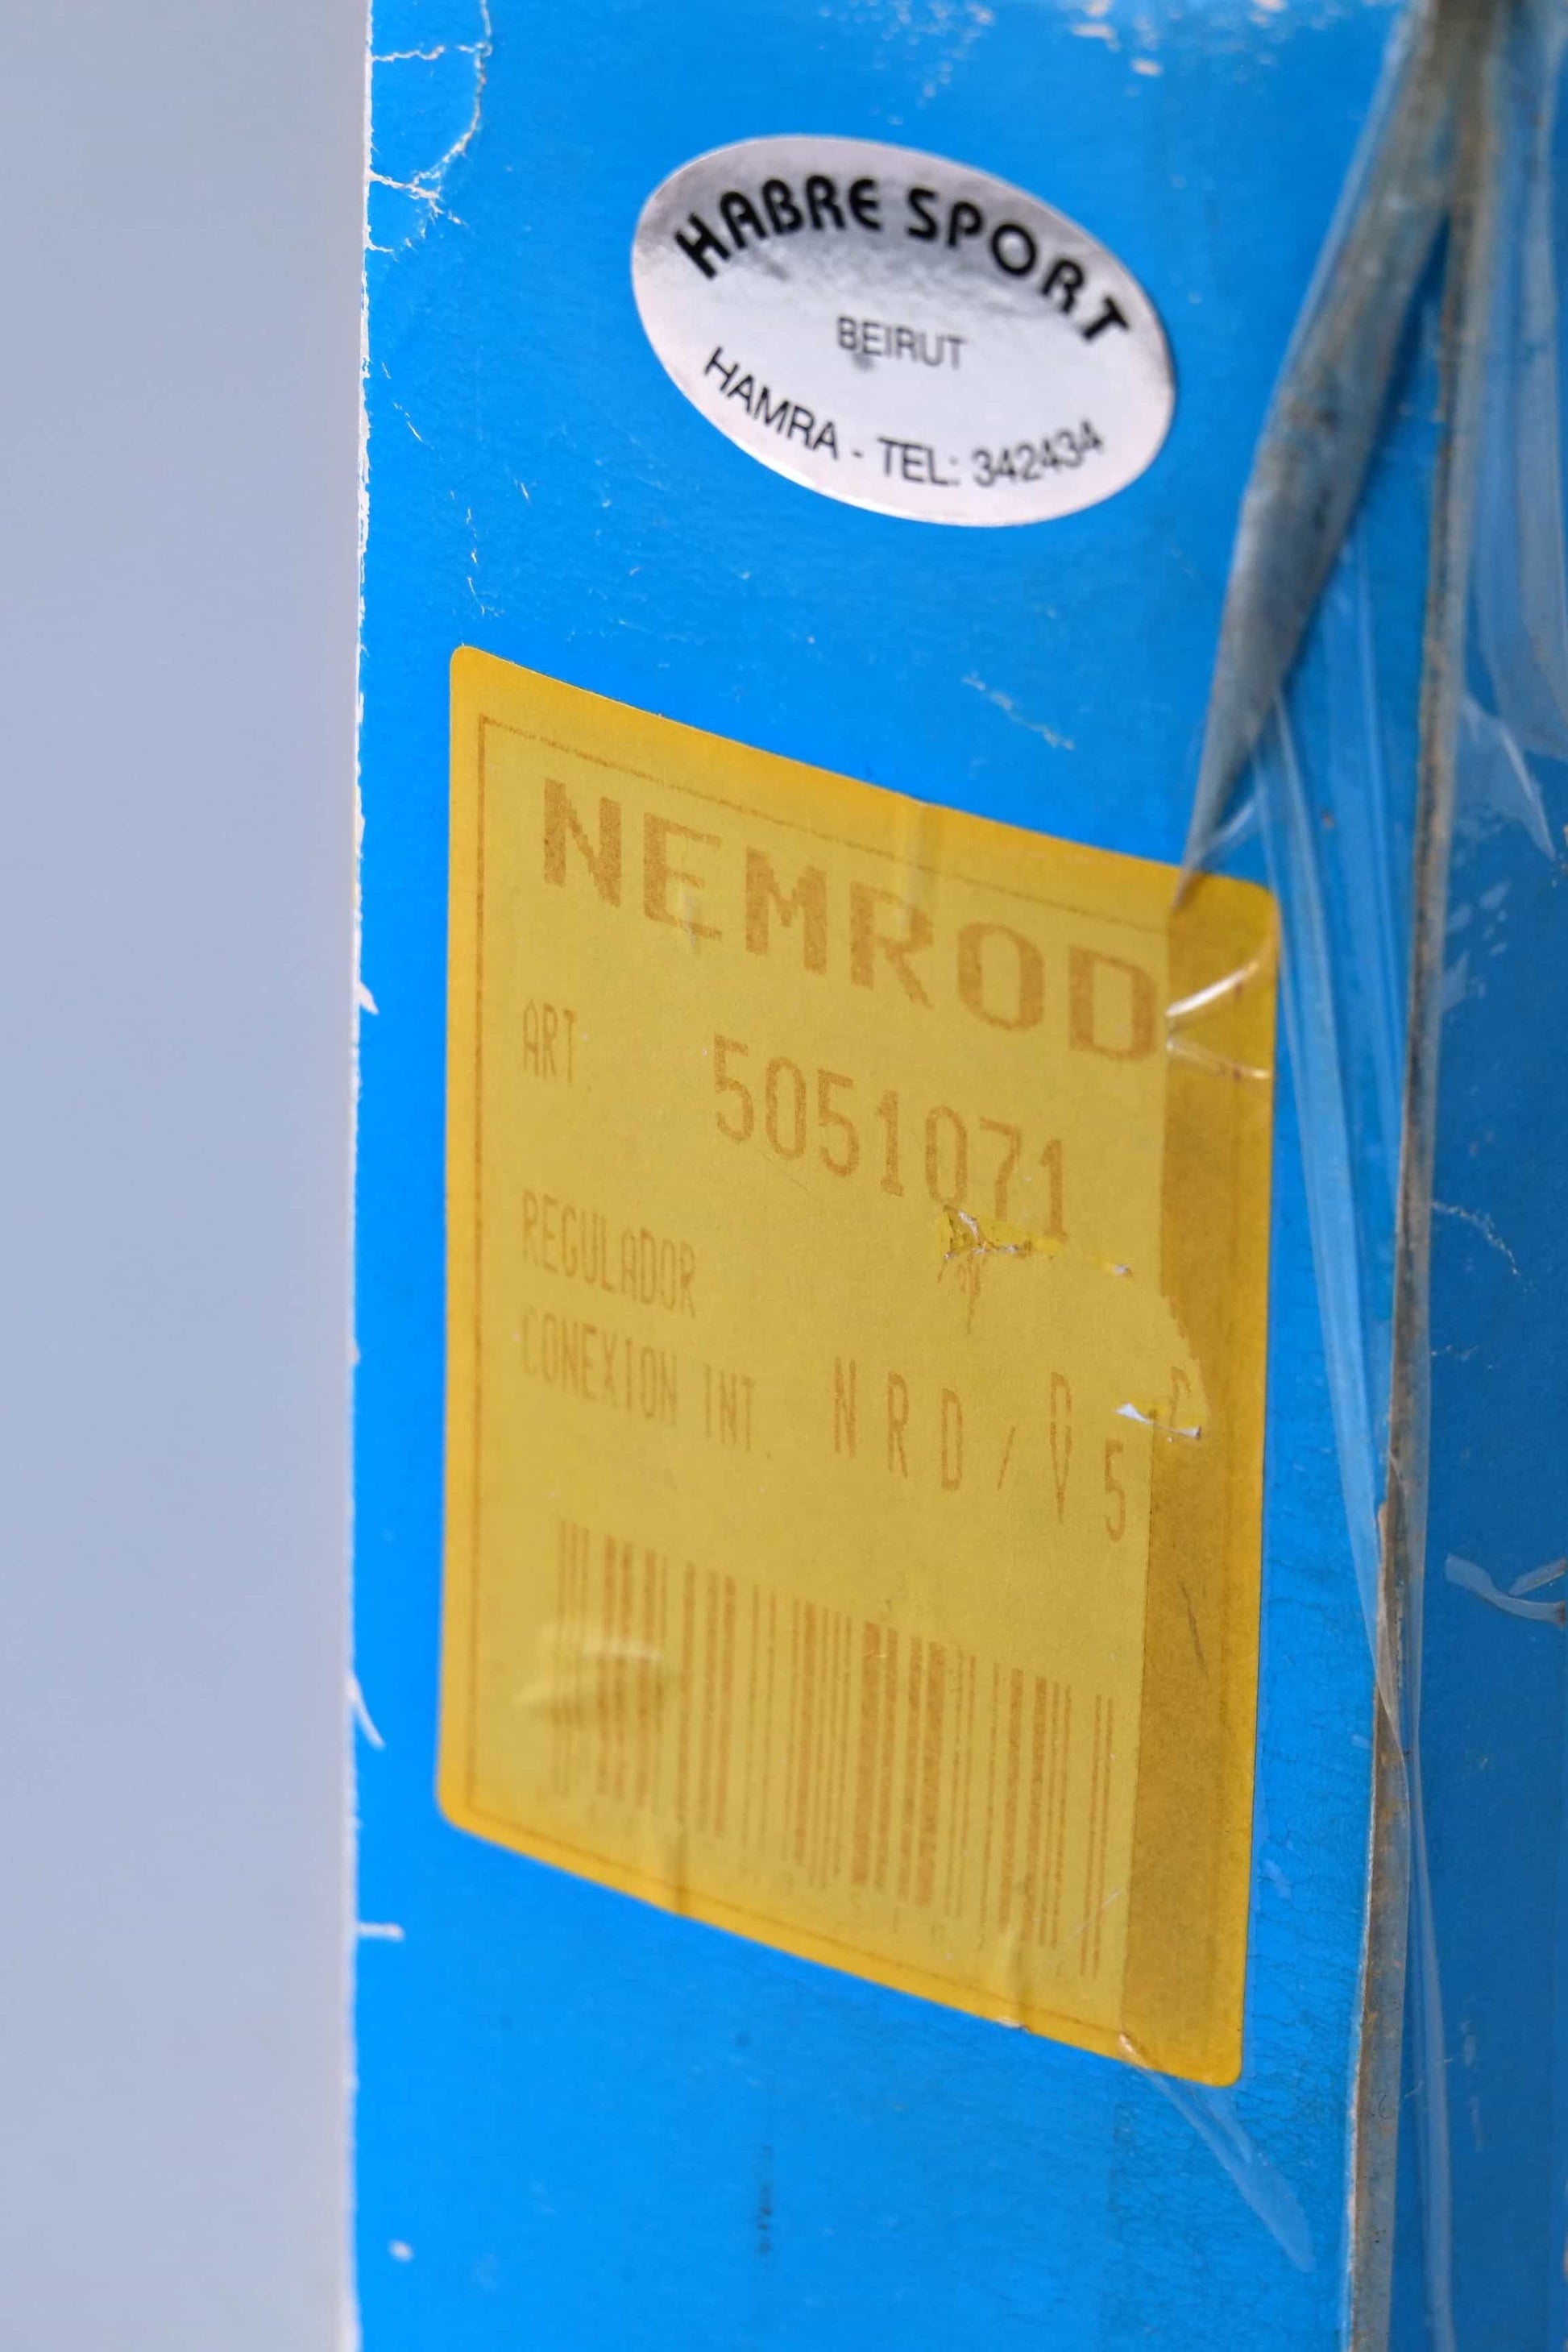 HABRE SPORT
BEIRUT
HAMRA - TEL: 342434
NEMROD
ART. 5051071
REGULADOR
CONEXION INT. NRD/